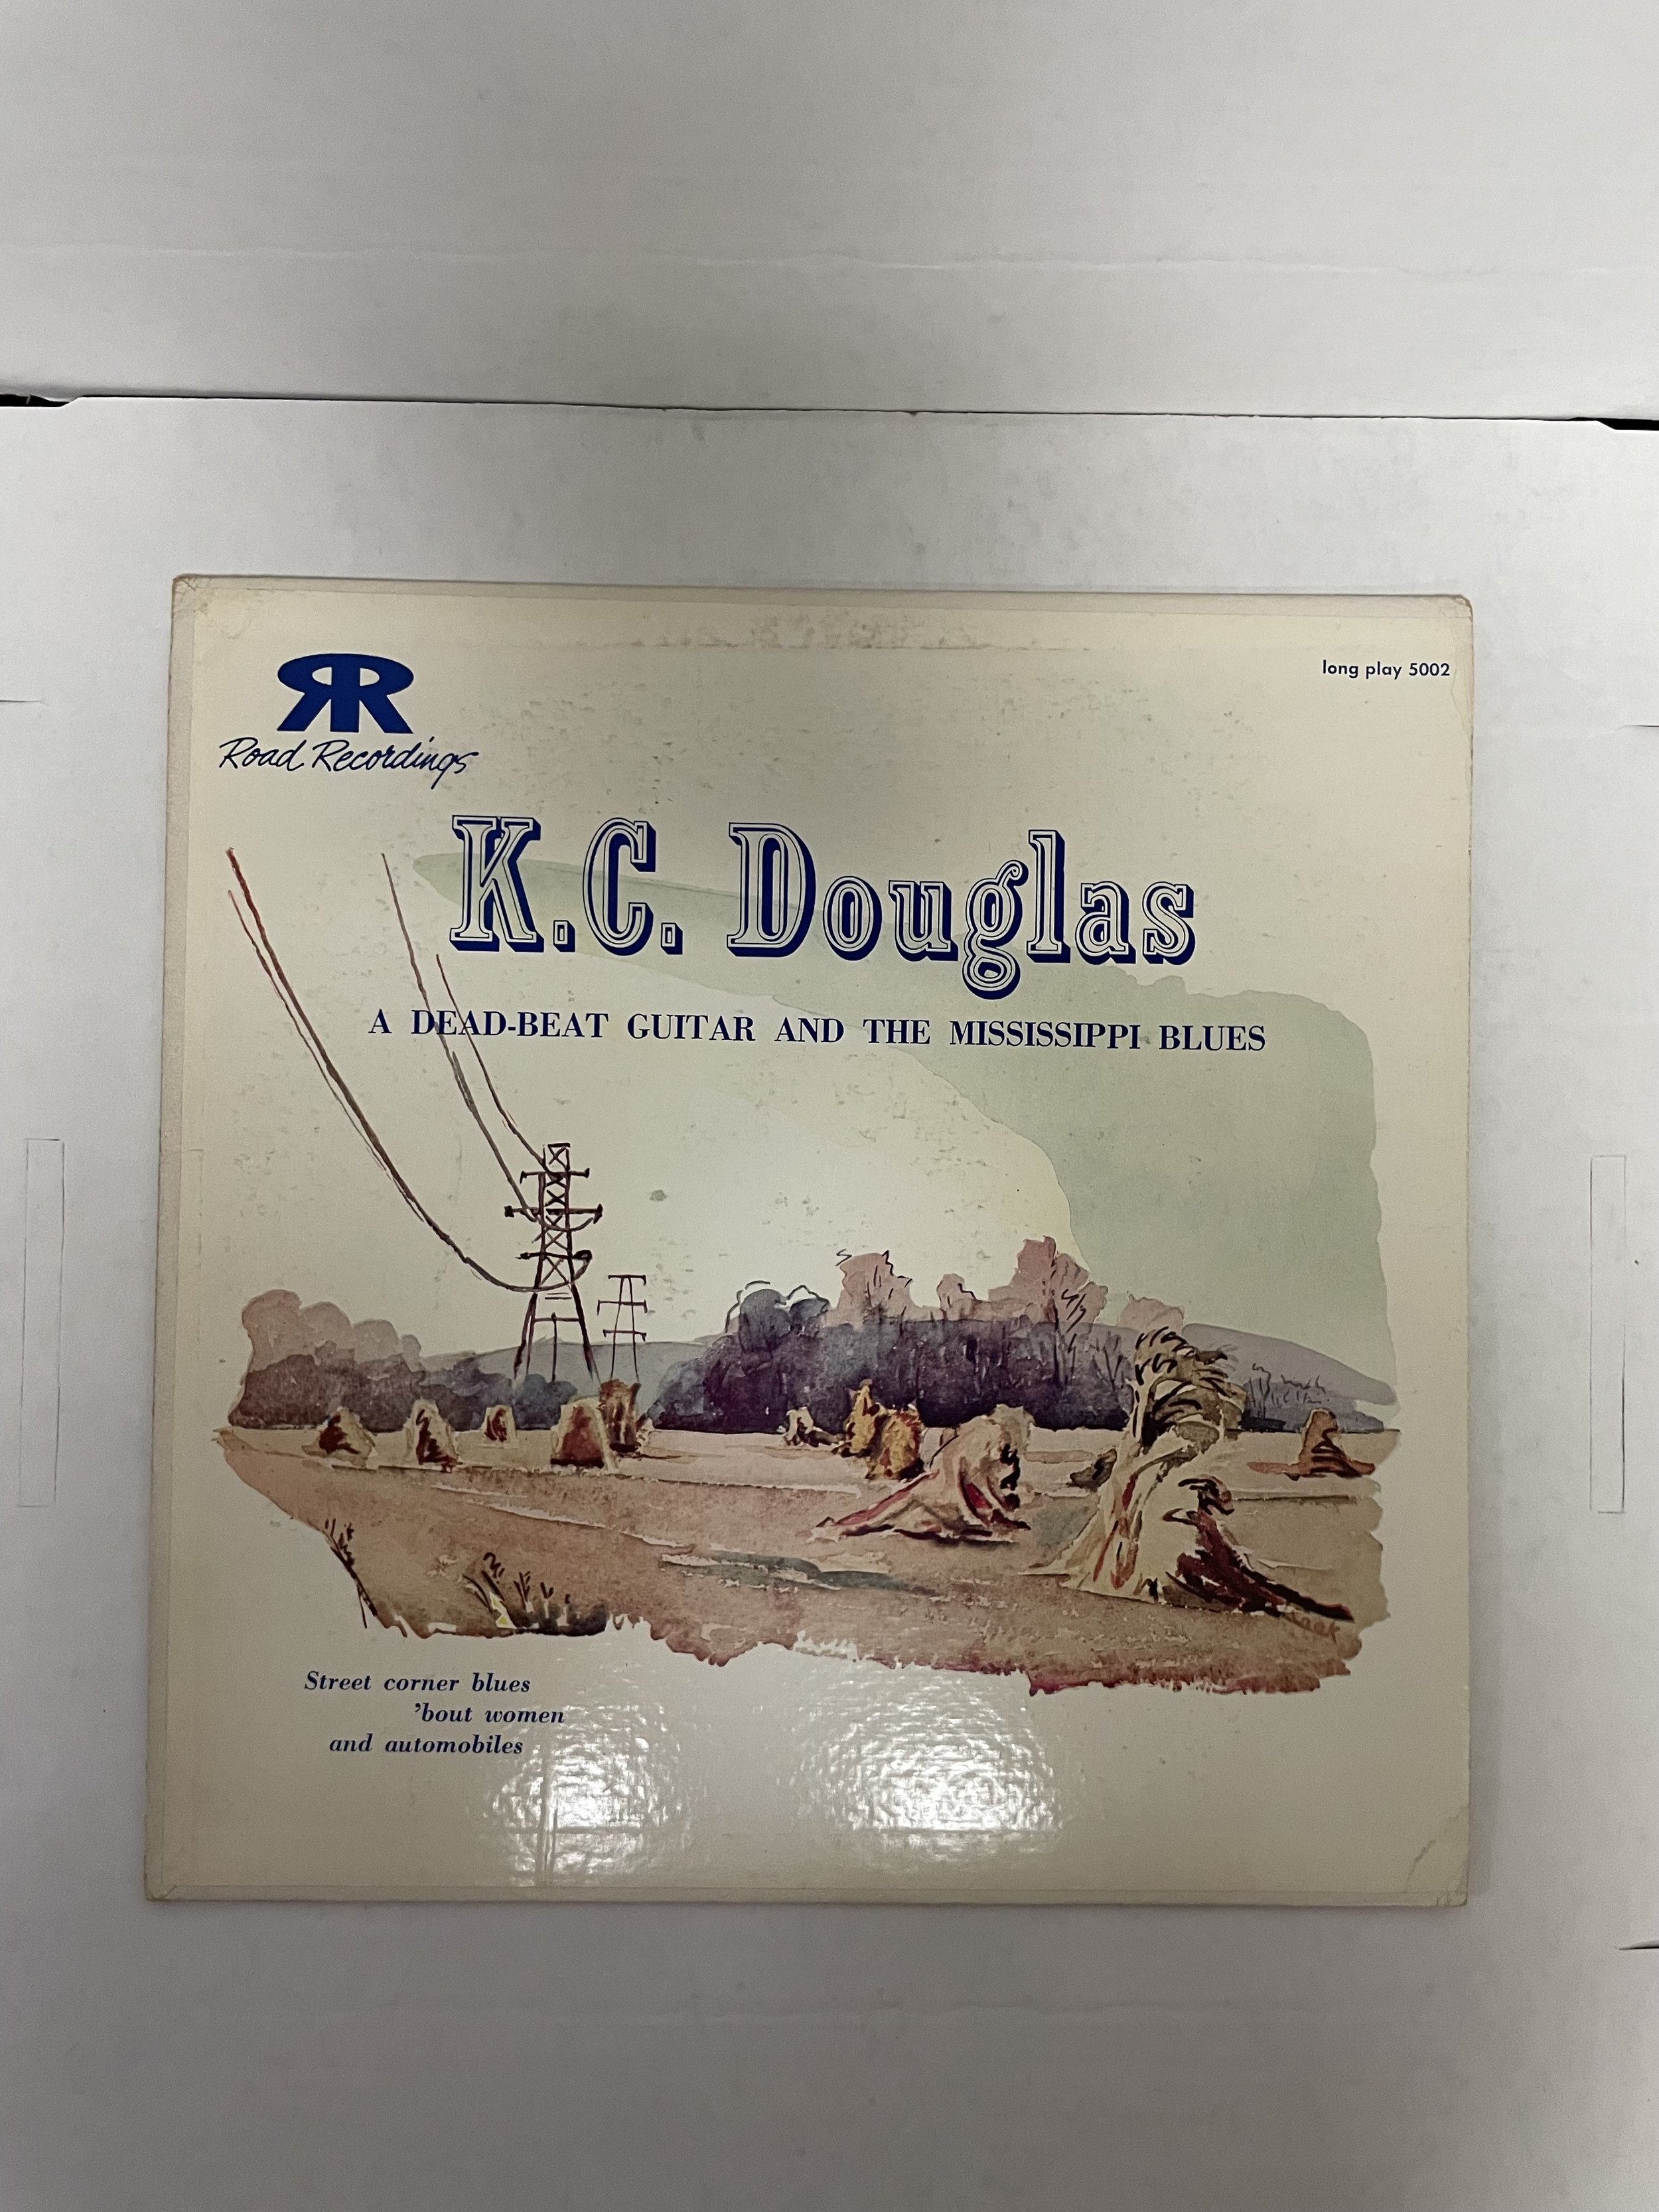 RR
Road Recordings
long play 5002
K.C. Douglas
A DEAD-BEAT GUITAR AND THE MISSISSIPPI BLUES
Street corner blues
'bout women
and automobiles